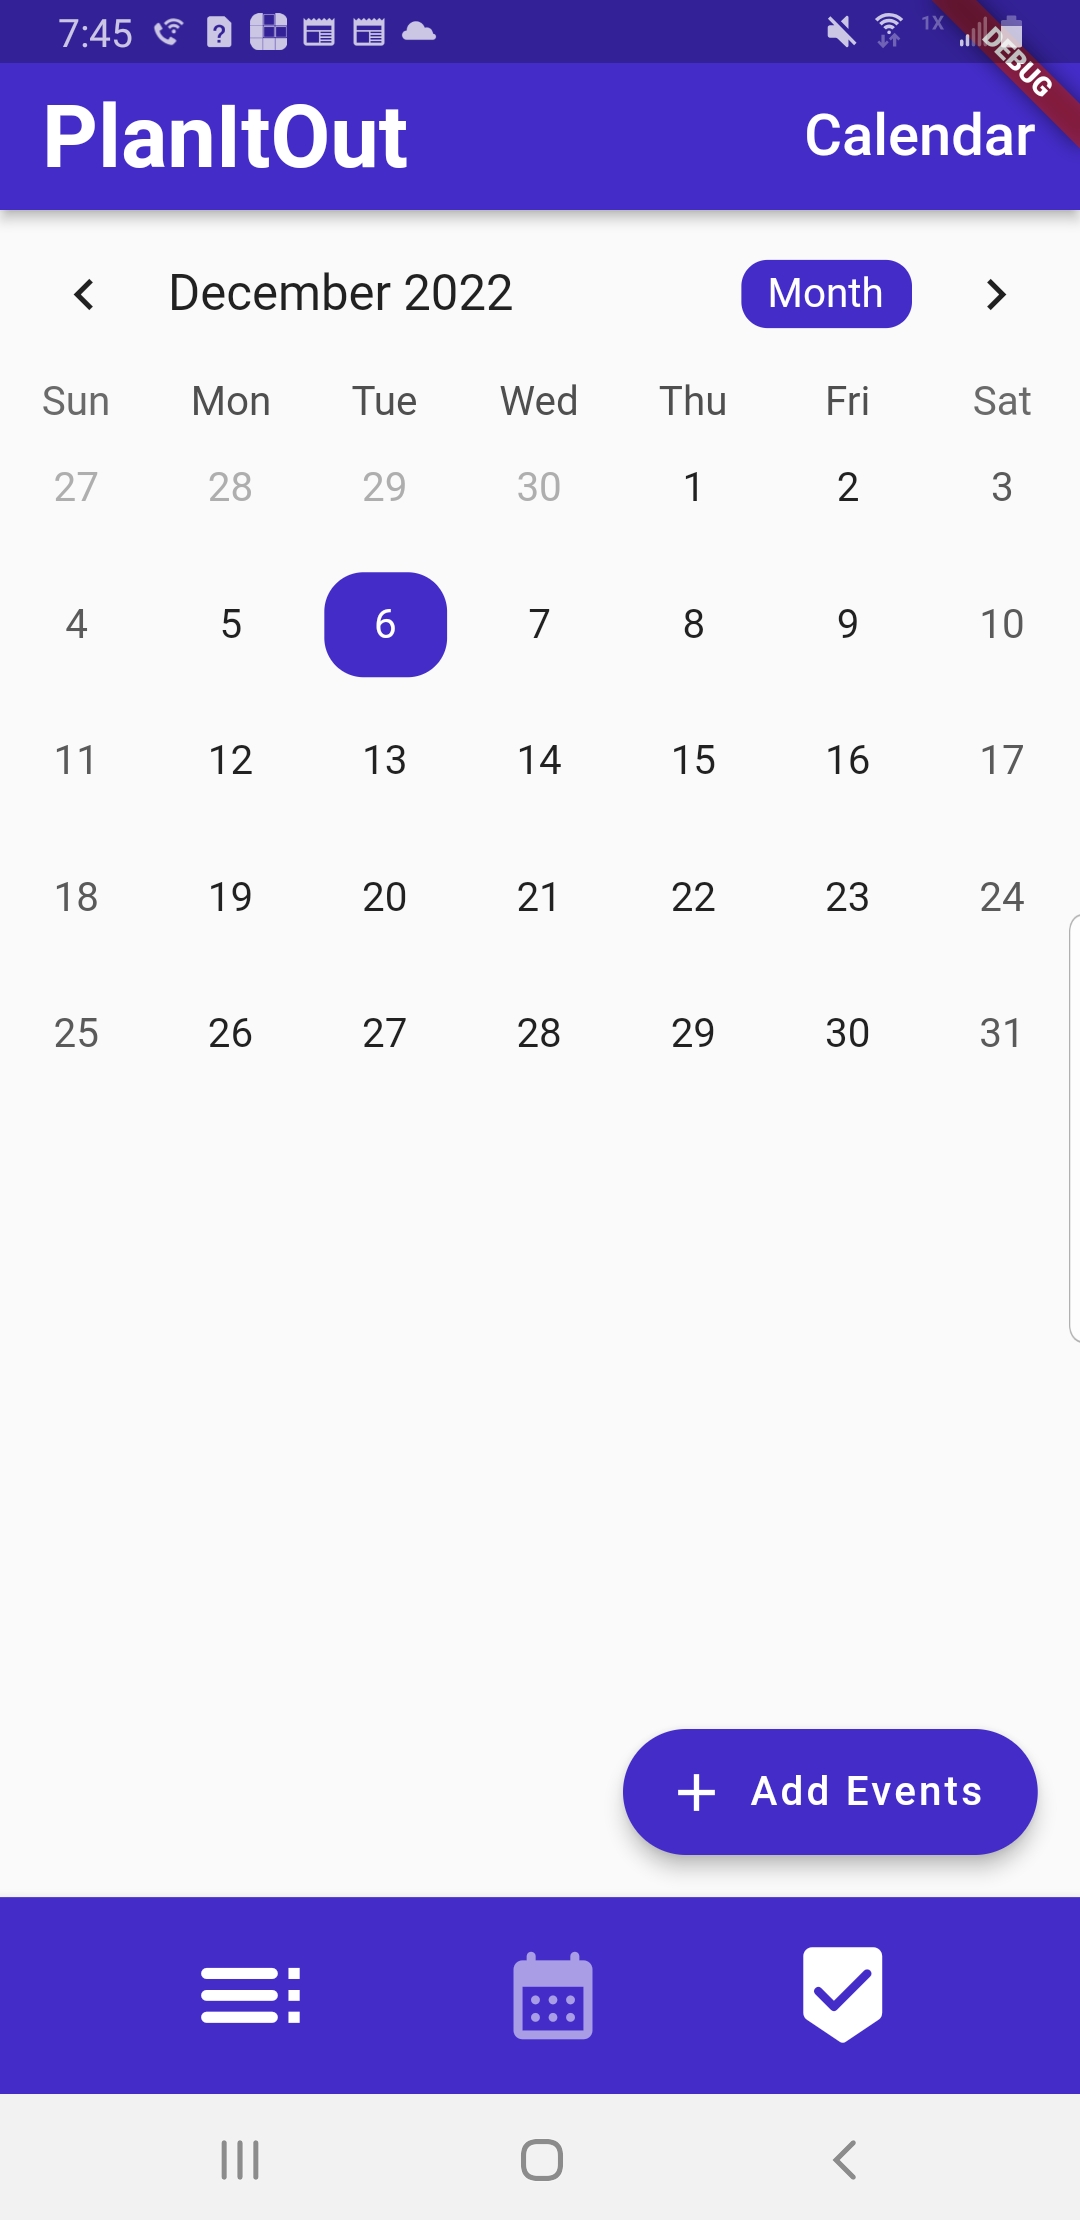 7:45 1X
DEBUG
PlanItOut Calendar
December 2022 Month
Sun Mon Tue Wed Thu Fri Sat
27 28 29 30 1 2 3
4 5 6 7 8 9 10
11 12 13 14 15 16 17
18 19 20 21 22 23 24
25 26 27 28 29 30 31
+ Add Events